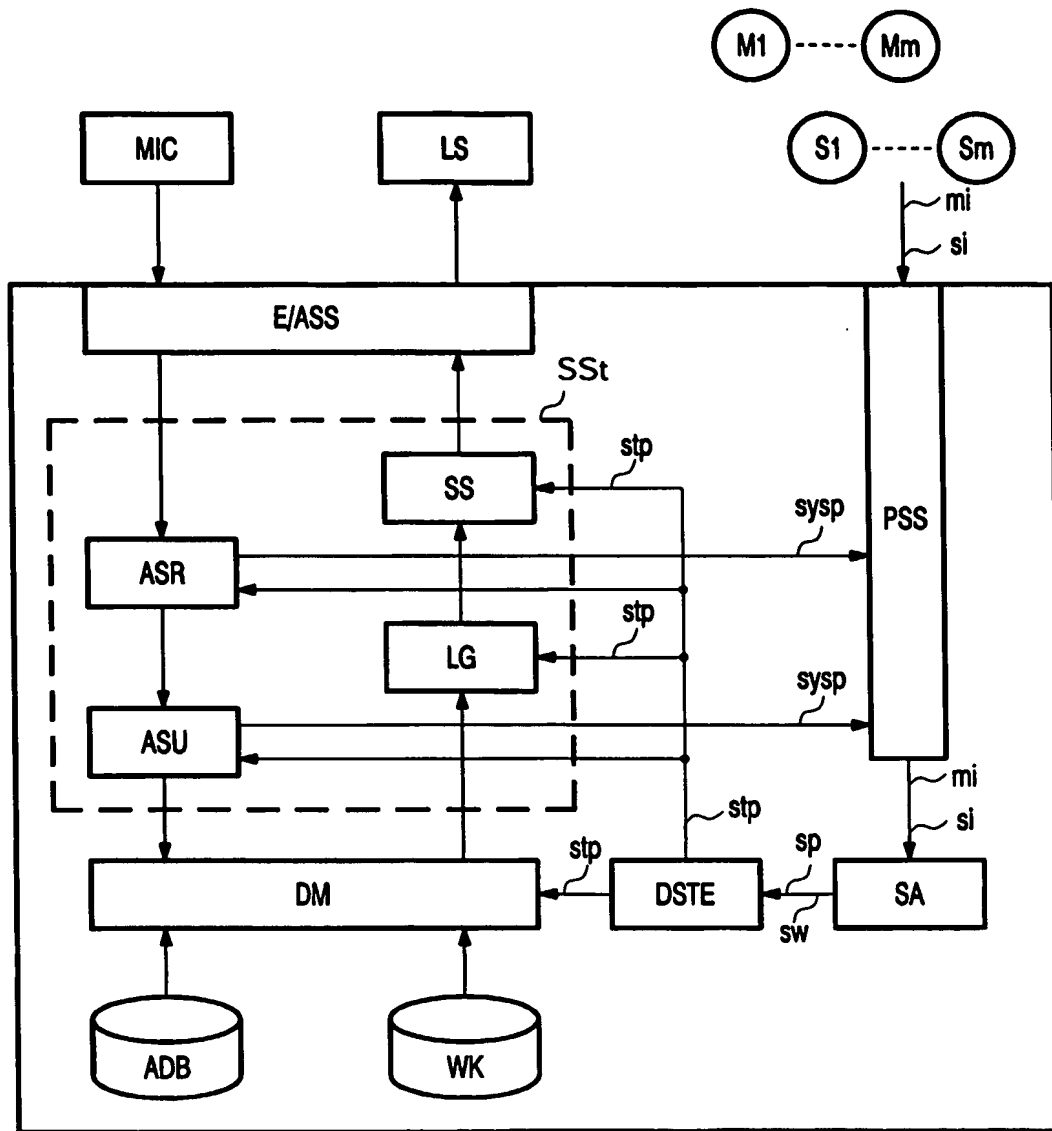 M1 Mm
MIC LS S1 Sm
mi
si
E/ASS
SSt
stp
SS
sysp PSS
ASR
stp
LG
sysp
ASU
mi
stp si
stp sp
DM DSTE SA
sw
ADB WK